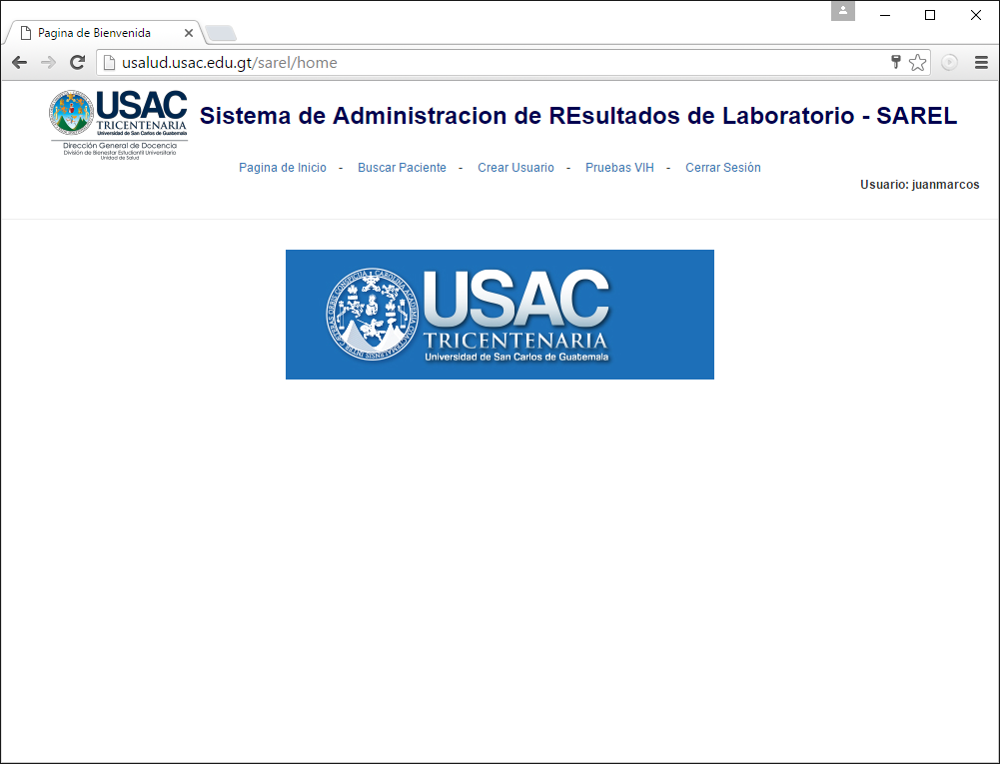 Pagina de Bienvenida
usalud.usac.edu.gt/sarel/home
USAC
TRICENTENARIA
Universidad de San Carlos de Guatemala
Dirección General de Docencia
División de Bienestar Estudiantil Universitario
Unidad de Salud
Sistema de Administracion de REsultados de Laboratorio - SAREL
Pagina de Inicio - Buscar Paciente - Crear Usuario - Pruebas VIH - Cerrar Sesión
Usuario: juanmarcos
USAC
TRICENTENARIA
Universidad de San Carlos de Guatemala